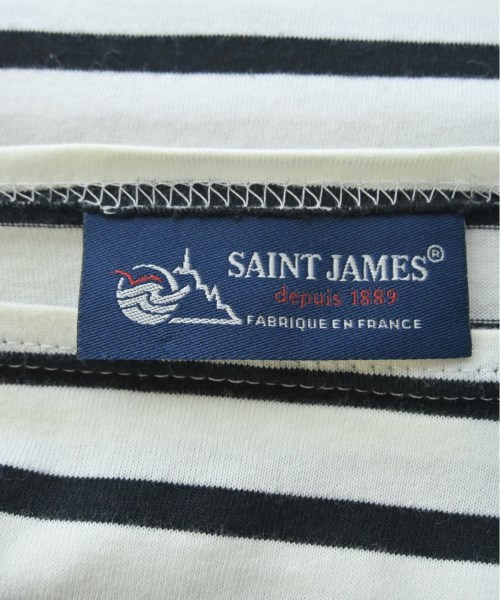 SAINT JAMES®
depuis 1889
FABRIQUE EN FRANCE